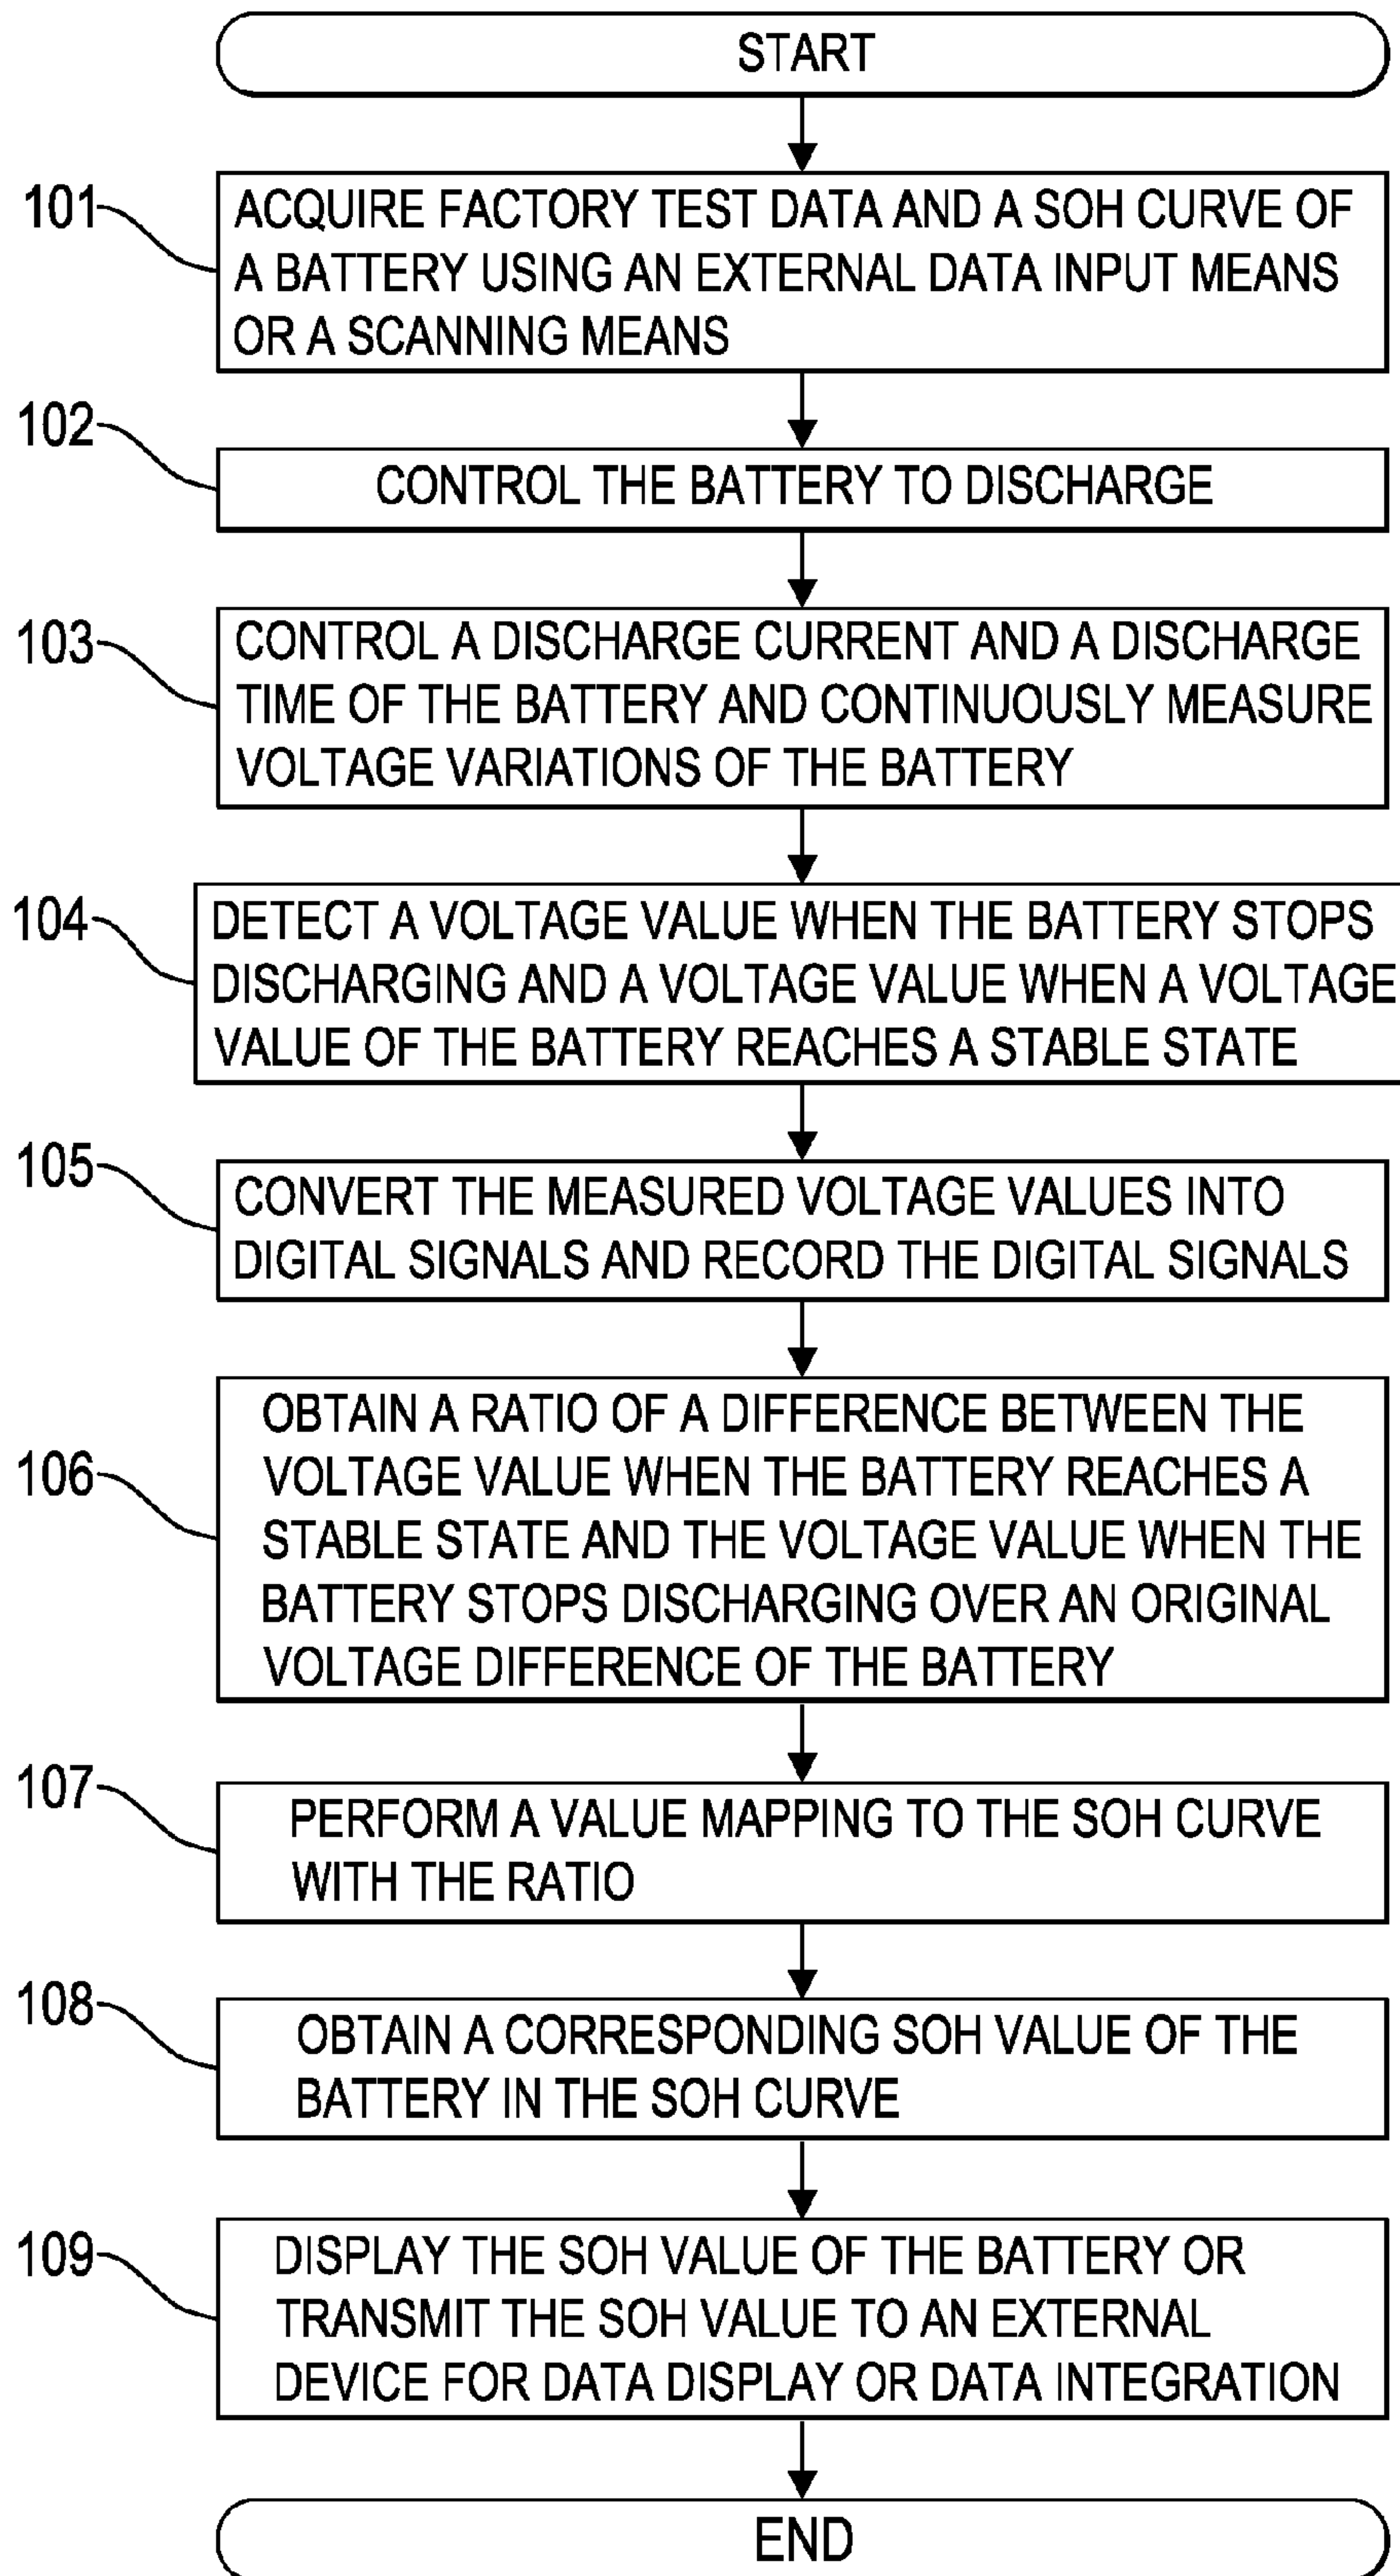 START
101
ACQUIRE FACTORY TEST DATA AND A SOH CURVE OF
A BATTERY USING AN EXTERNAL DATA INPUT MEANS
OR A SCANNING MEANS
102
CONTROL THE BATTERY TO DISCHARGE
103
CONTROL A DISCHARGE CURRENT AND A DISCHARGE
TIME OF THE BATTERY AND CONTINUOUSLY MEASURE
VOLTAGE VARIATIONS OF THE BATTERY
104
DETECT A VOLTAGE VALUE WHEN THE BATTERY STOPS
DISCHARGING AND A VOLTAGE VALUE WHEN A VOLTAGE
VALUE OF THE BATTERY REACHES A STABLE STATE
105
CONVERT THE MEASURED VOLTAGE VALUES INTO
DIGITAL SIGNALS AND RECORD THE DIGITAL SIGNALS
106
OBTAIN A RATIO OF A DIFFERENCE BETWEEN THE
VOLTAGE VALUE WHEN THE BATTERY REACHES A
STABLE STATE AND THE VOLTAGE VALUE WHEN THE
BATTERY STOPS DISCHARGING OVER AN ORIGINAL
VOLTAGE DIFFERENCE OF THE BATTERY
107
PERFORM A VALUE MAPPING TO THE SOH CURVE
WITH THE RATIO
108
OBTAIN A CORRESPONDING SOH VALUE OF THE
BATTERY IN THE SOH CURVE
109
DISPLAY THE SOH VALUE OF THE BATTERY OR
TRANSMIT THE SOH VALUE TO AN EXTERNAL
DEVICE FOR DATA DISPLAY OR DATA INTEGRATION
END